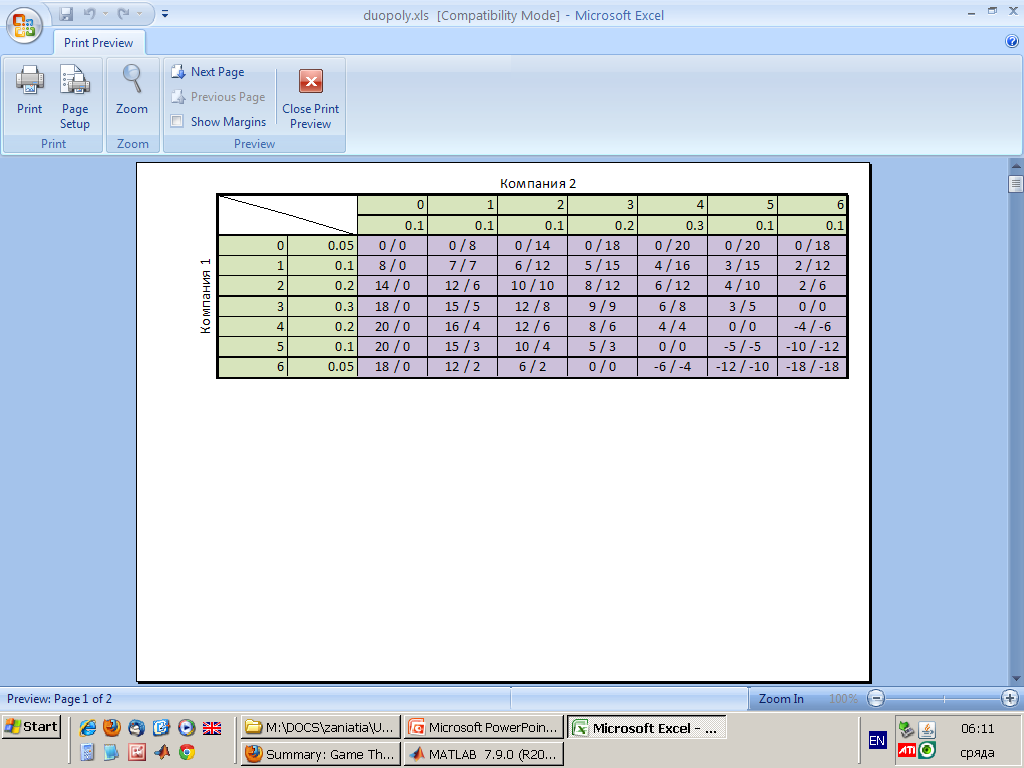 duopoly.xls [Compatibility Mode] - Microsoft Excel
Print Preview
Print
Page Setup
Zoom
Next Page
Previous Page
Show Margins
Close Print Preview
Print
Zoom
Preview
Компания 2
0 1 2 3 4 5 6
0.1 0.1 0.1 0.2 0.3 0.1 0.1
Компания 1
0 0.05 0 / 0 0 / 8 0 / 14 0 / 18 0 / 20 0 / 20 0 / 18
1 0.1 8 / 0 7 / 7 6 / 12 5 / 15 4 / 16 3 / 15 2 / 12
2 0.2 14 / 0 12 / 6 10 / 10 8 / 12 6 / 12 4 / 10 2 / 6
3 0.3 18 / 0 15 / 5 12 / 8 9 / 9 6 / 8 3 / 5 0 / 0
4 0.2 20 / 0 16 / 4 12 / 6 8 / 6 4 / 4 0 / 0 -4 / -6
5 0.1 20 / 0 15 / 3 10 / 4 5 / 3 0 / 0 -5 / -5 -10 / -12
6 0.05 18 / 0 12 / 2 6 / 2 0 / 0 -6 / -4 -12 / -10 -18 / -18
Preview: Page 1 of 2
Zoom In 100%
Start
M:\DOCS\zaniatia\U...
Microsoft PowerPoin...
Microsoft Excel - ...
Summary: Game Th...
MATLAB 7.9.0 (R20...
EN
ATI
06:11
сряда